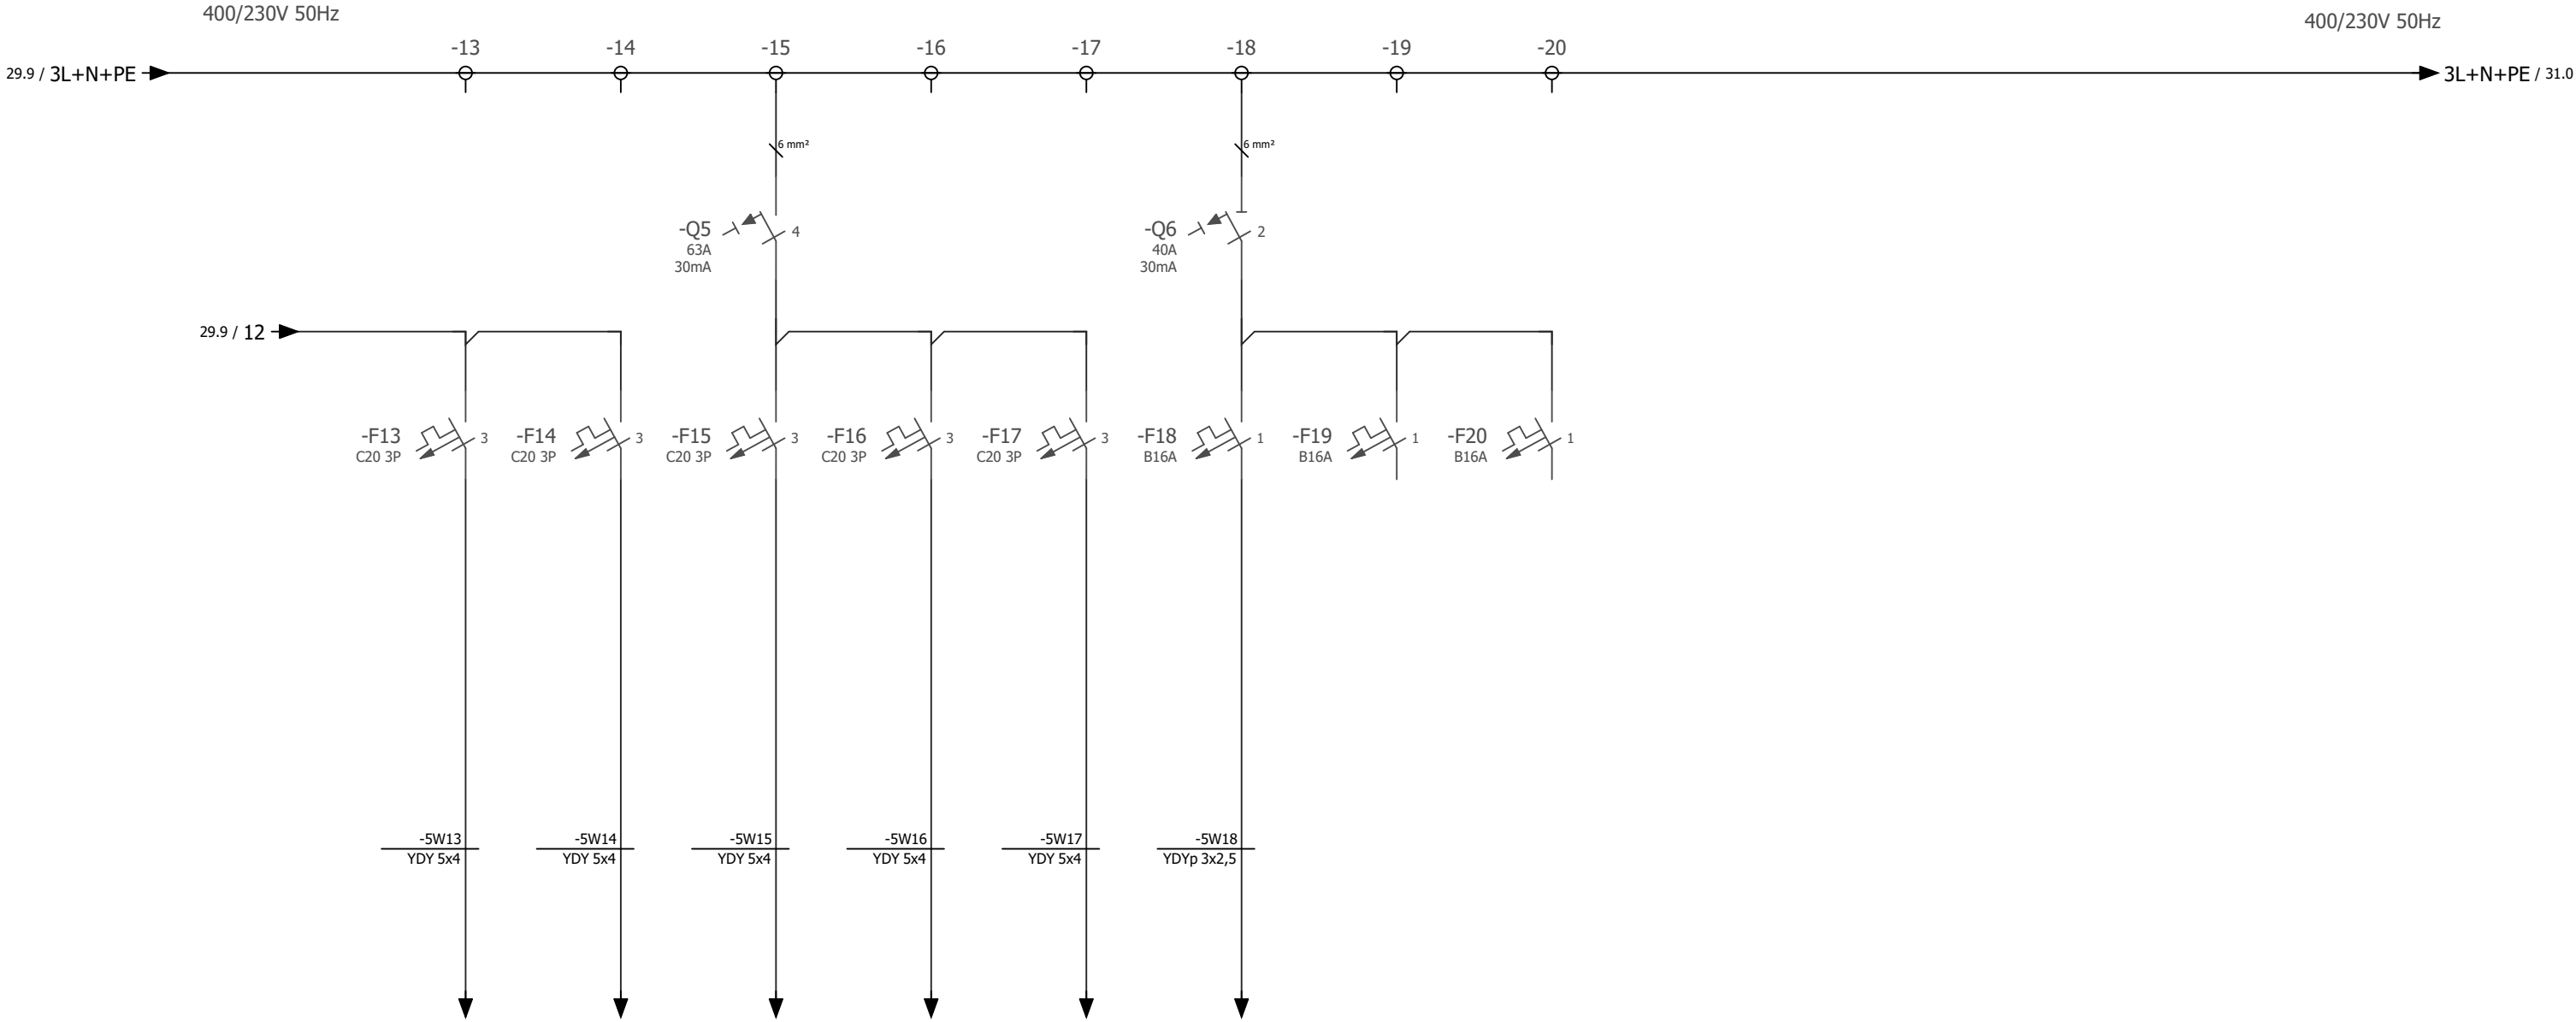 400/230V 50Hz
400/230V 50Hz
-13
-14
-15
-16
-17
-18
-19
-20
29.9 / 3L+N+PE
3L+N+PE / 31.0
6 mm²
6 mm²
-Q5
63A
30mA
4
-Q6
40A
30mA
2
29.9 / 12
-F13
C20 3P
3
-F14
C20 3P
3
-F15
C20 3P
3
-F16
C20 3P
3
-F17
C20 3P
3
-F18
B16A
1
-F19
B16A
1
-F20
B16A
1
-5W13
YDY 5x4
-5W14
YDY 5x4
-5W15
YDY 5x4
-5W16
YDY 5x4
-5W17
YDY 5x4
-5W18
YDYp 3x2,5